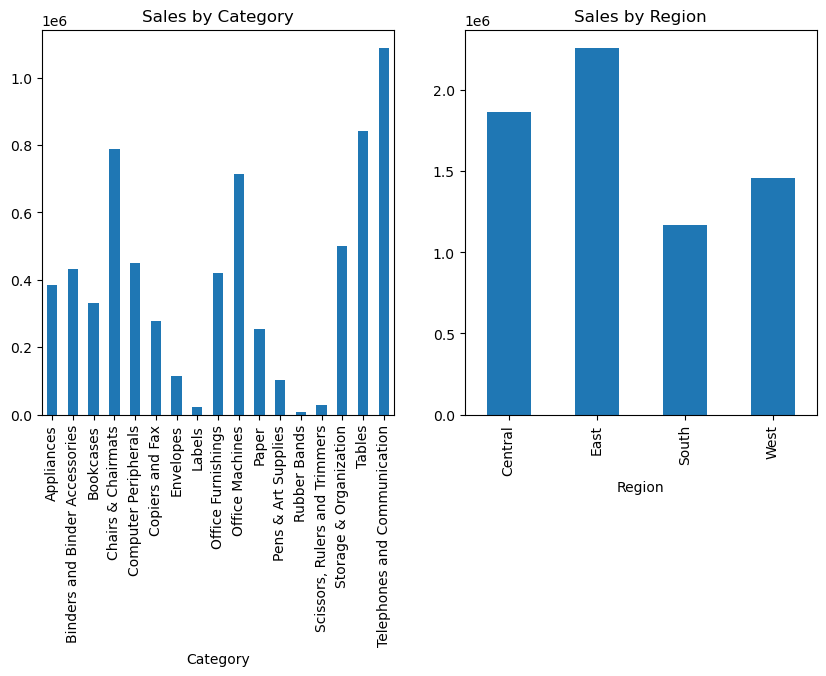 Sales by Category
1e6
1.0
0.8
0.6
0.4
0.2
0.0
Appliances
Binders and Binder Accessories
Bookcases
Chairs & Chairmats
Computer Peripherals
Copiers and Fax
Envelopes
Labels
Office Furnishings
Office Machines
Paper
Pens & Art Supplies
Rubber Bands
Scissors, Rulers and Trimmers
Storage & Organization
Tables
Telephones and Communication
Category
Sales by Region
1e6
2.0
1.5
1.0
0.5
0.0
Central
East
South
West
Region